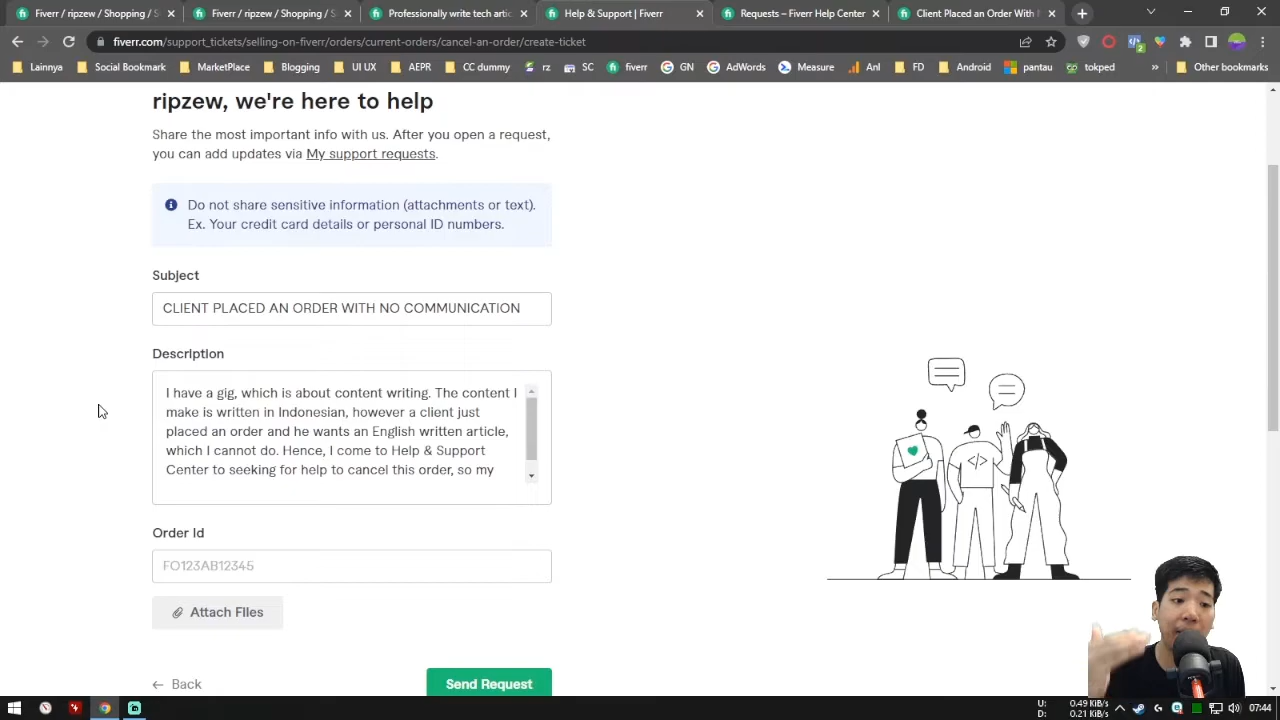 Fiverr / ripzew / Shopping / S
Fiverr / ripzew / Shopping / S
Professionally write tech artic
Help & Support | Fiverr
Requests – Fiverr Help Center
Client Placed an Order With
fiverr.com/support_tickets/selling-on-fiverr/orders/current-orders/cancel-an-order/create-ticket
Lainnya
Social Bookmark
MarketPlace
Blogging
UI UX
AEPR
CC dummy
rz
SC
fiverr
GN
AdWords
Measure
Anl
FD
Android
pantau
tokped
»
Other bookmarks
ripzew, we're here to help
Share the most important info with us. After you open a request,
you can add updates via My support requests.
Do not share sensitive information (attachments or text).
Ex. Your credit card details or personal ID numbers.
Subject
CLIENT PLACED AN ORDER WITH NO COMMUNICATION
Description
I have a gig, which is about content writing. The content I
make is written in Indonesian, however a client just
placed an order and he wants an English written article,
which I cannot do. Hence, I come to Help & Support
Center to seeking for help to cancel this order, so my
Order Id
FO123AB12345
Attach Files
← Back
Send Request
U: 0.49 KiB/s
D: 0.21 KiB/s
07:44